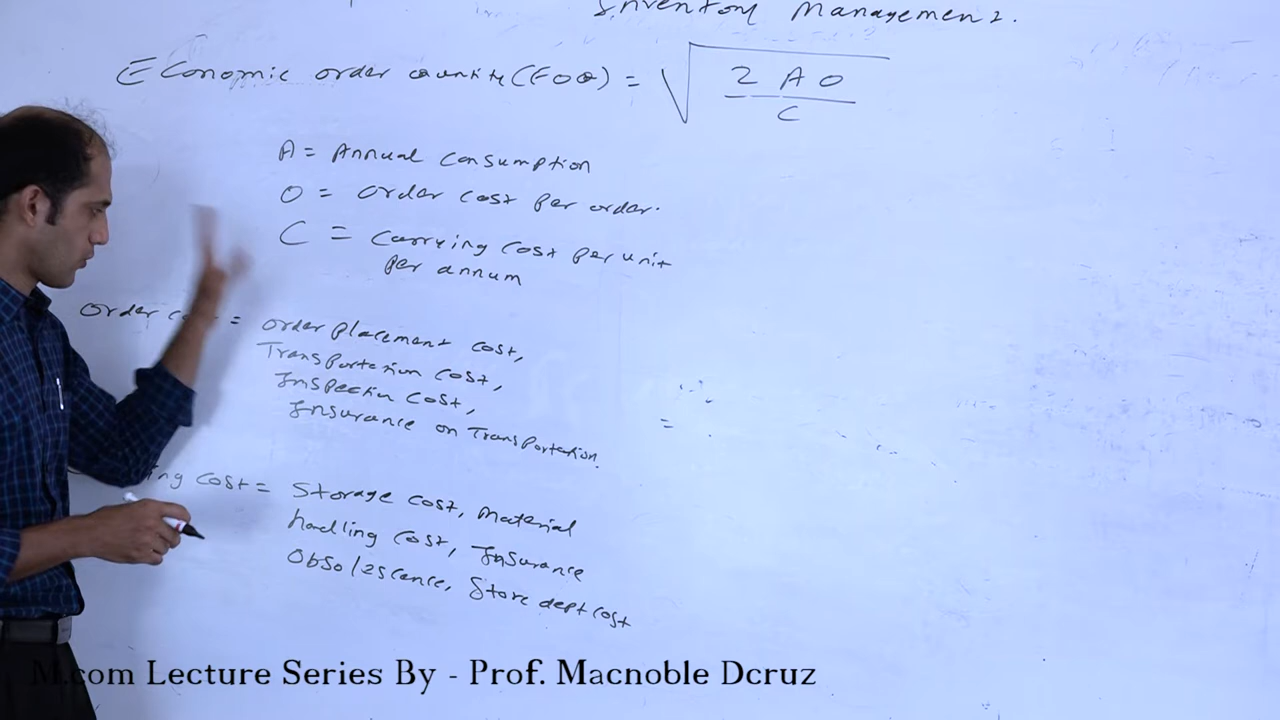 Inventory Management.
Economic order quantity (EOQ) = √ 2 A O
C
A = Annual Consumption
O = Order Cost Per order.
C = Carrying Cost Per unit
Per annum
Order = Order Placement Cost,
Transportation Cost,
Inspection Cost,
Insurance on Transportation.
ing Cost = Storage Cost, Material
handling Cost, Insurance
Obsolescence, Store dept Cost
M.com Lecture Series By - Prof. Macnoble Dcruz